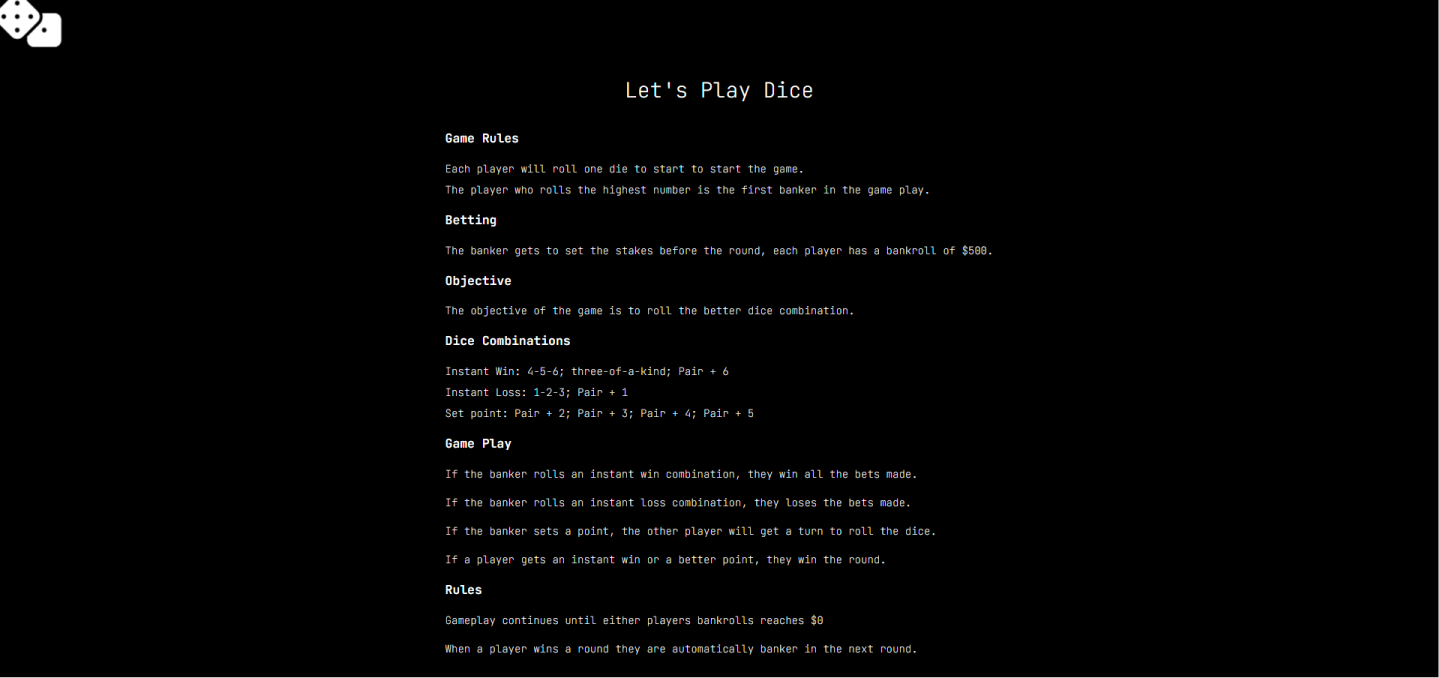 Let's Play Dice
Game Rules
Each player will roll one die to start to start the game.
The player who rolls the highest number is the first banker in the game play.
Betting
The banker gets to set the stakes before the round, each player has a bankroll of $500.
Objective
The objective of the game is to roll the better dice combination.
Dice Combinations
Instant Win: 4-5-6; three-of-a-kind; Pair + 6
Instant Loss: 1-2-3; Pair + 1
Set point: Pair + 2; Pair + 3; Pair + 4; Pair + 5
Game Play
If the banker rolls an instant win combination, they win all the bets made.
If the banker rolls an instant loss combination, they loses the bets made.
If the banker sets a point, the other player will get a turn to roll the dice.
If a player gets an instant win or a better point, they win the round.
Rules
Gameplay continues until either players bankrolls reaches $0
When a player wins a round they are automatically banker in the next round.